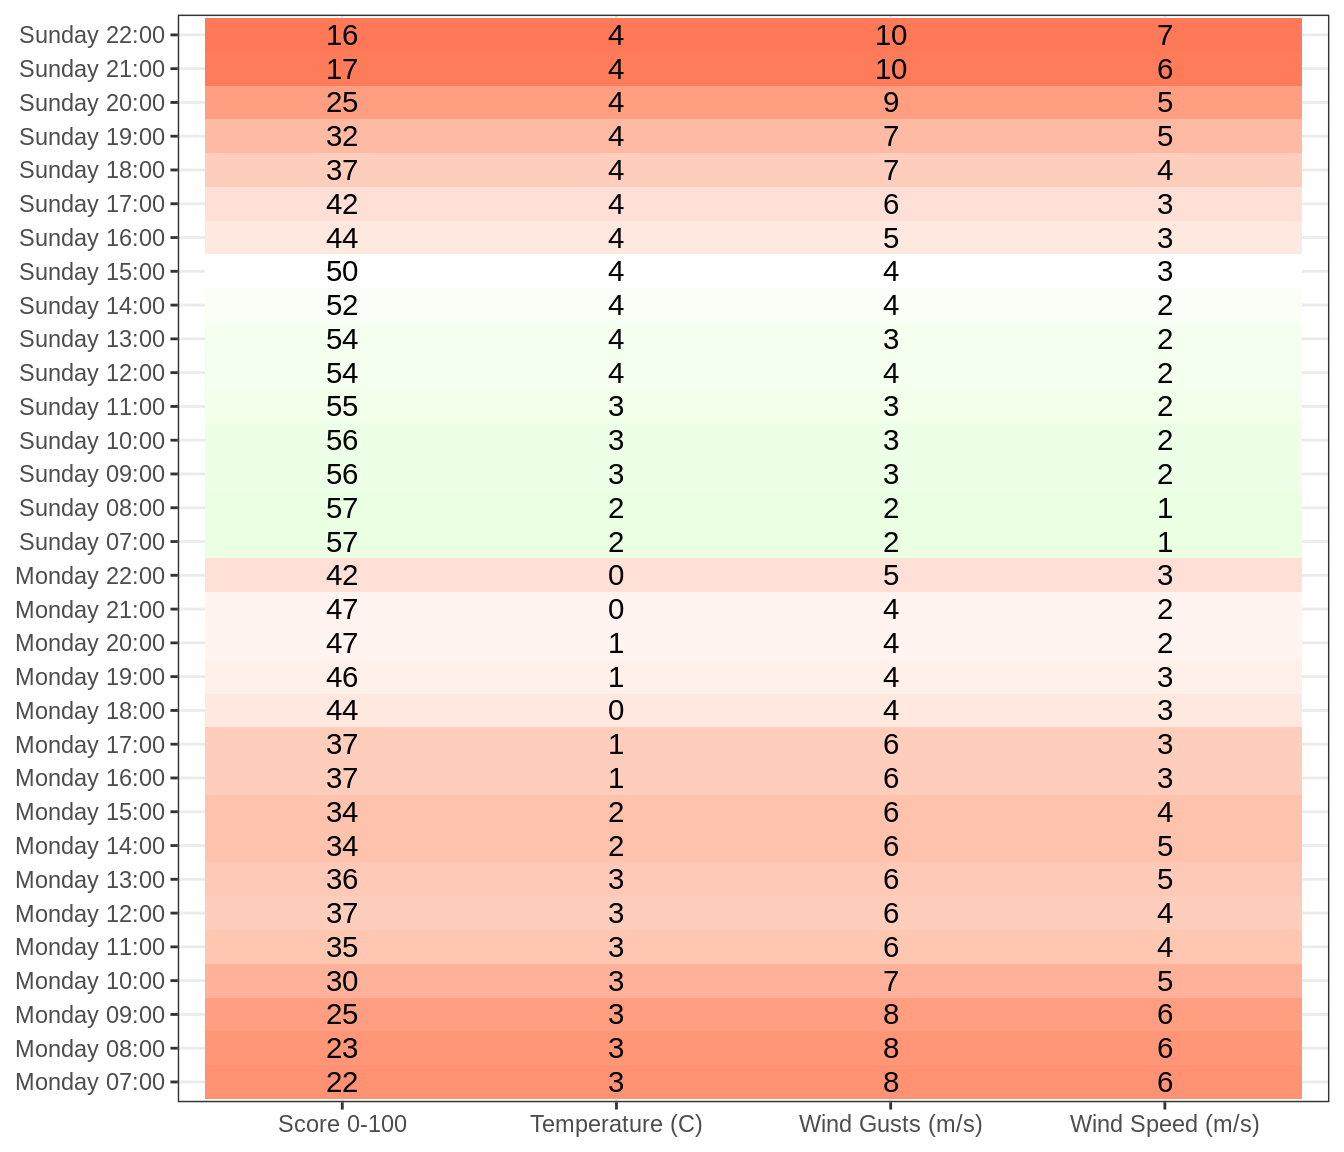 Sunday 22:00 16 4 10 7
Sunday 21:00 17 4 10 6
Sunday 20:00 25 4 9 5
Sunday 19:00 32 4 7 5
Sunday 18:00 37 4 7 4
Sunday 17:00 42 4 6 3
Sunday 16:00 44 4 5 3
Sunday 15:00 50 4 4 3
Sunday 14:00 52 4 4 2
Sunday 13:00 54 4 3 2
Sunday 12:00 54 4 4 2
Sunday 11:00 55 3 3 2
Sunday 10:00 56 3 3 2
Sunday 09:00 56 3 3 2
Sunday 08:00 57 2 2 1
Sunday 07:00 57 2 2 1
Monday 22:00 42 0 5 3
Monday 21:00 47 0 4 2
Monday 20:00 47 1 4 2
Monday 19:00 46 1 4 3
Monday 18:00 44 0 4 3
Monday 17:00 37 1 6 3
Monday 16:00 37 1 6 3
Monday 15:00 34 2 6 4
Monday 14:00 34 2 6 5
Monday 13:00 36 3 6 5
Monday 12:00 37 3 6 4
Monday 11:00 35 3 6 4
Monday 10:00 30 3 7 5
Monday 09:00 25 3 8 6
Monday 08:00 23 3 8 6
Monday 07:00 22 3 8 6
Score 0-100 Temperature (C) Wind Gusts (m/s) Wind Speed (m/s)